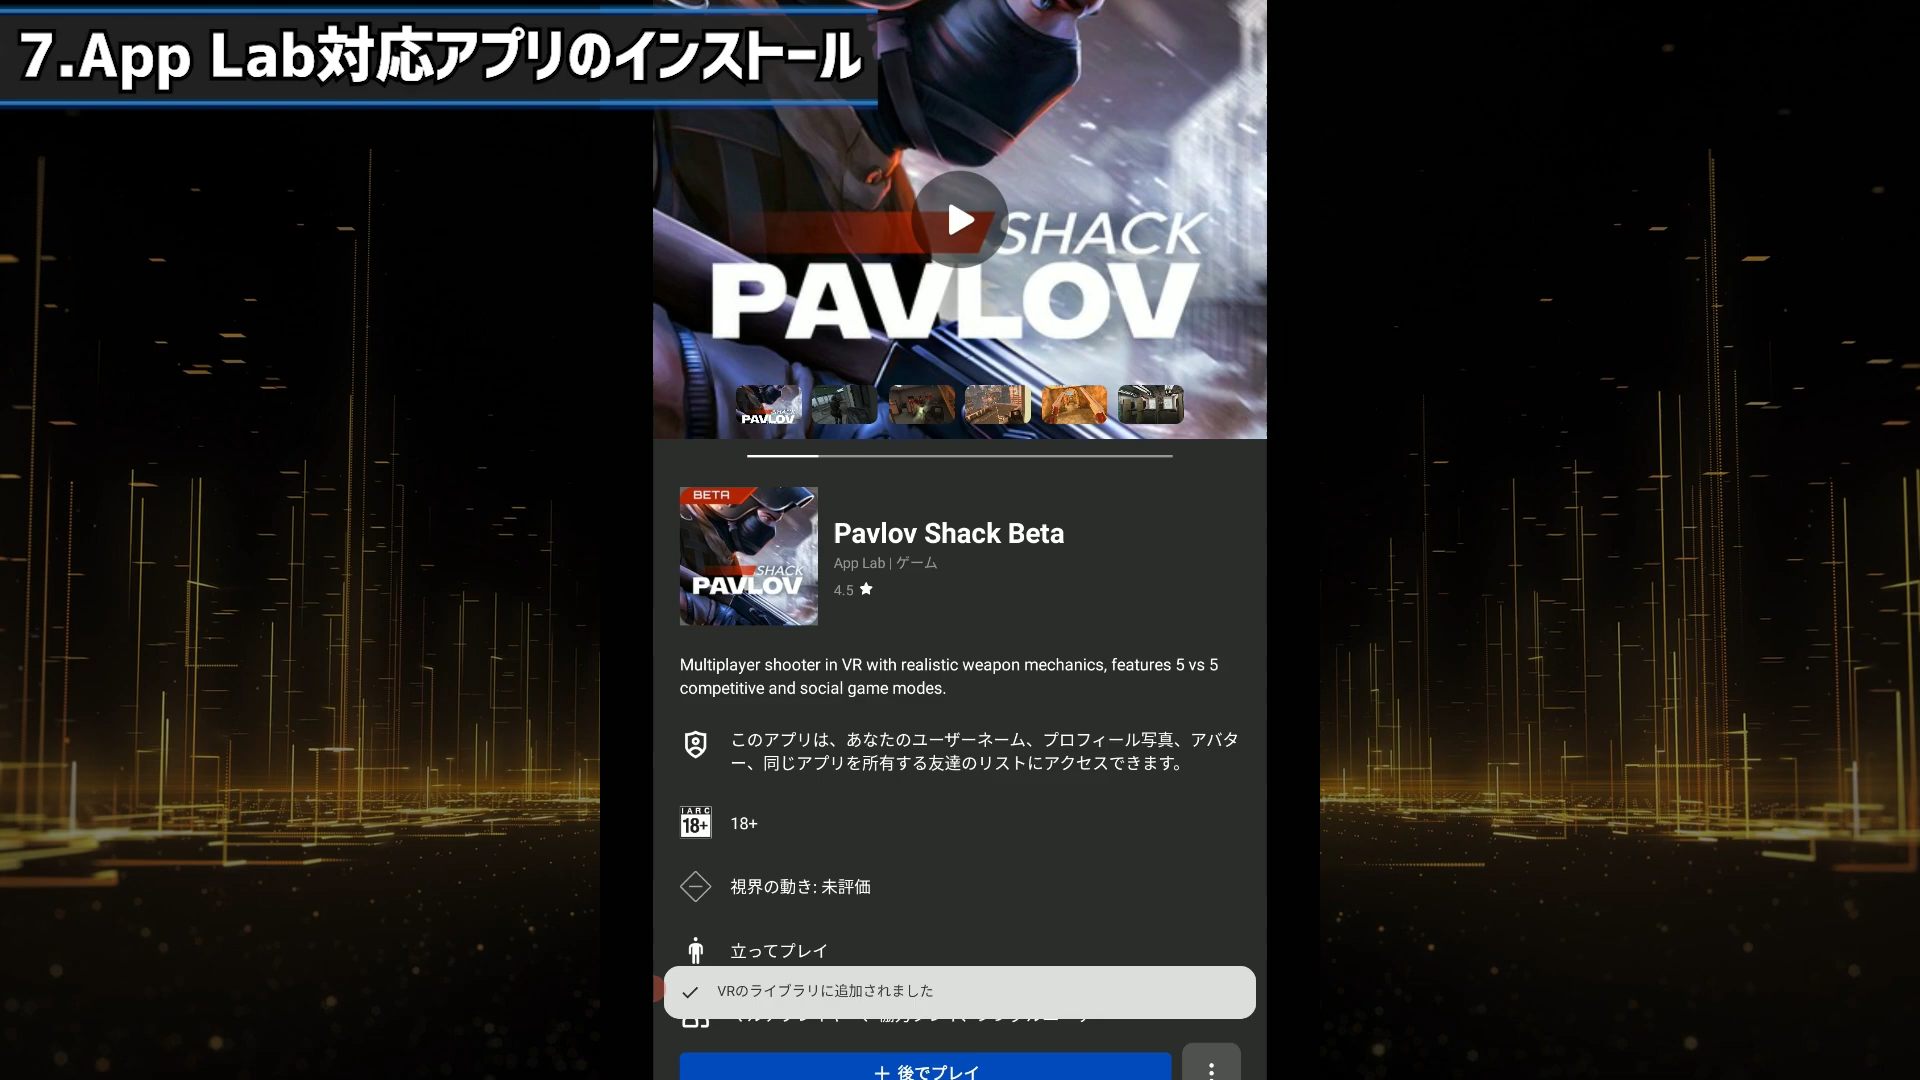 7.App Lab対応アプリのインストール
SHACK
PAVLOV
SHACK
PAVLOV
BETA
SHACK
PAVLOV
Pavlov Shack Beta
App Lab | ゲーム
4.5
Multiplayer shooter in VR with realistic weapon mechanics, features 5 vs 5
competitive and social game modes.
このアプリは、あなたのユーザーネーム、プロフィール写真、アバタ
ー、同じアプリを所有する友達のリストにアクセスできます。
IARC
18+
18+
視界の動き: 未評価
立ってプレイ
VRのライブラリに追加されました
+ 後でプレイ